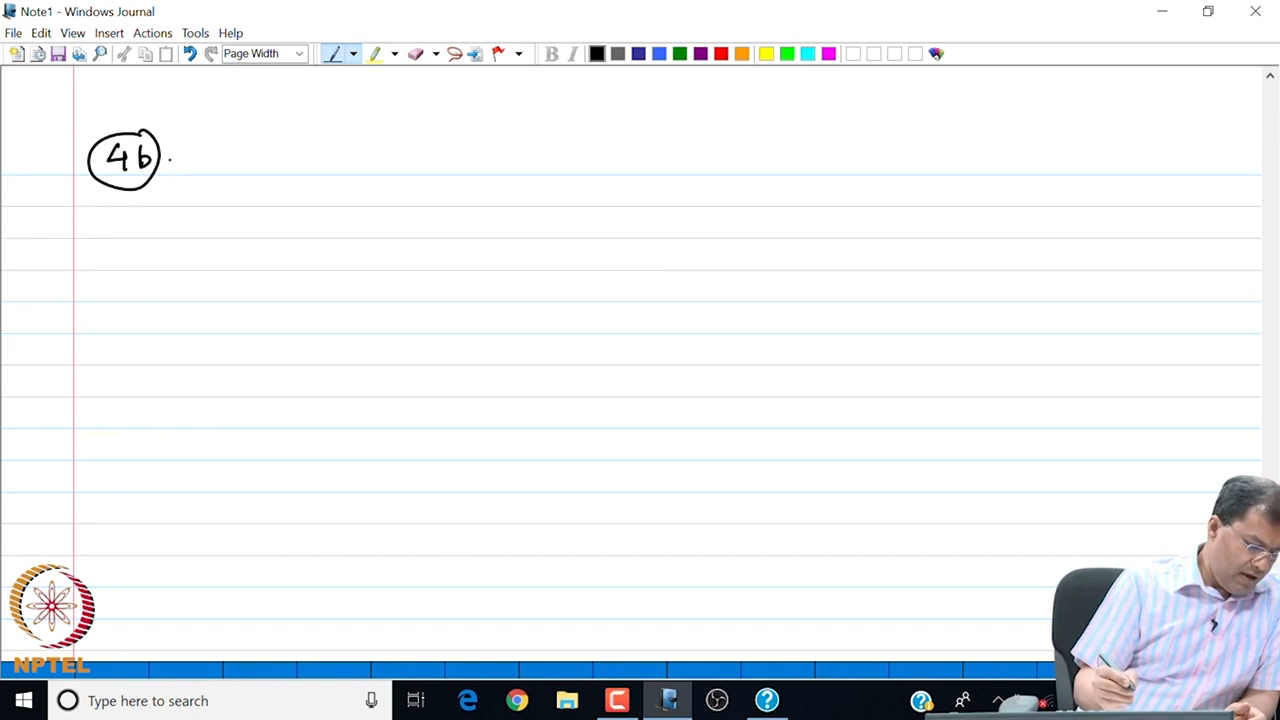 Note1 - Windows Journal
File Edit View Insert Actions Tools Help
Page Width
B I
4b.
NPTEL
Type here to search